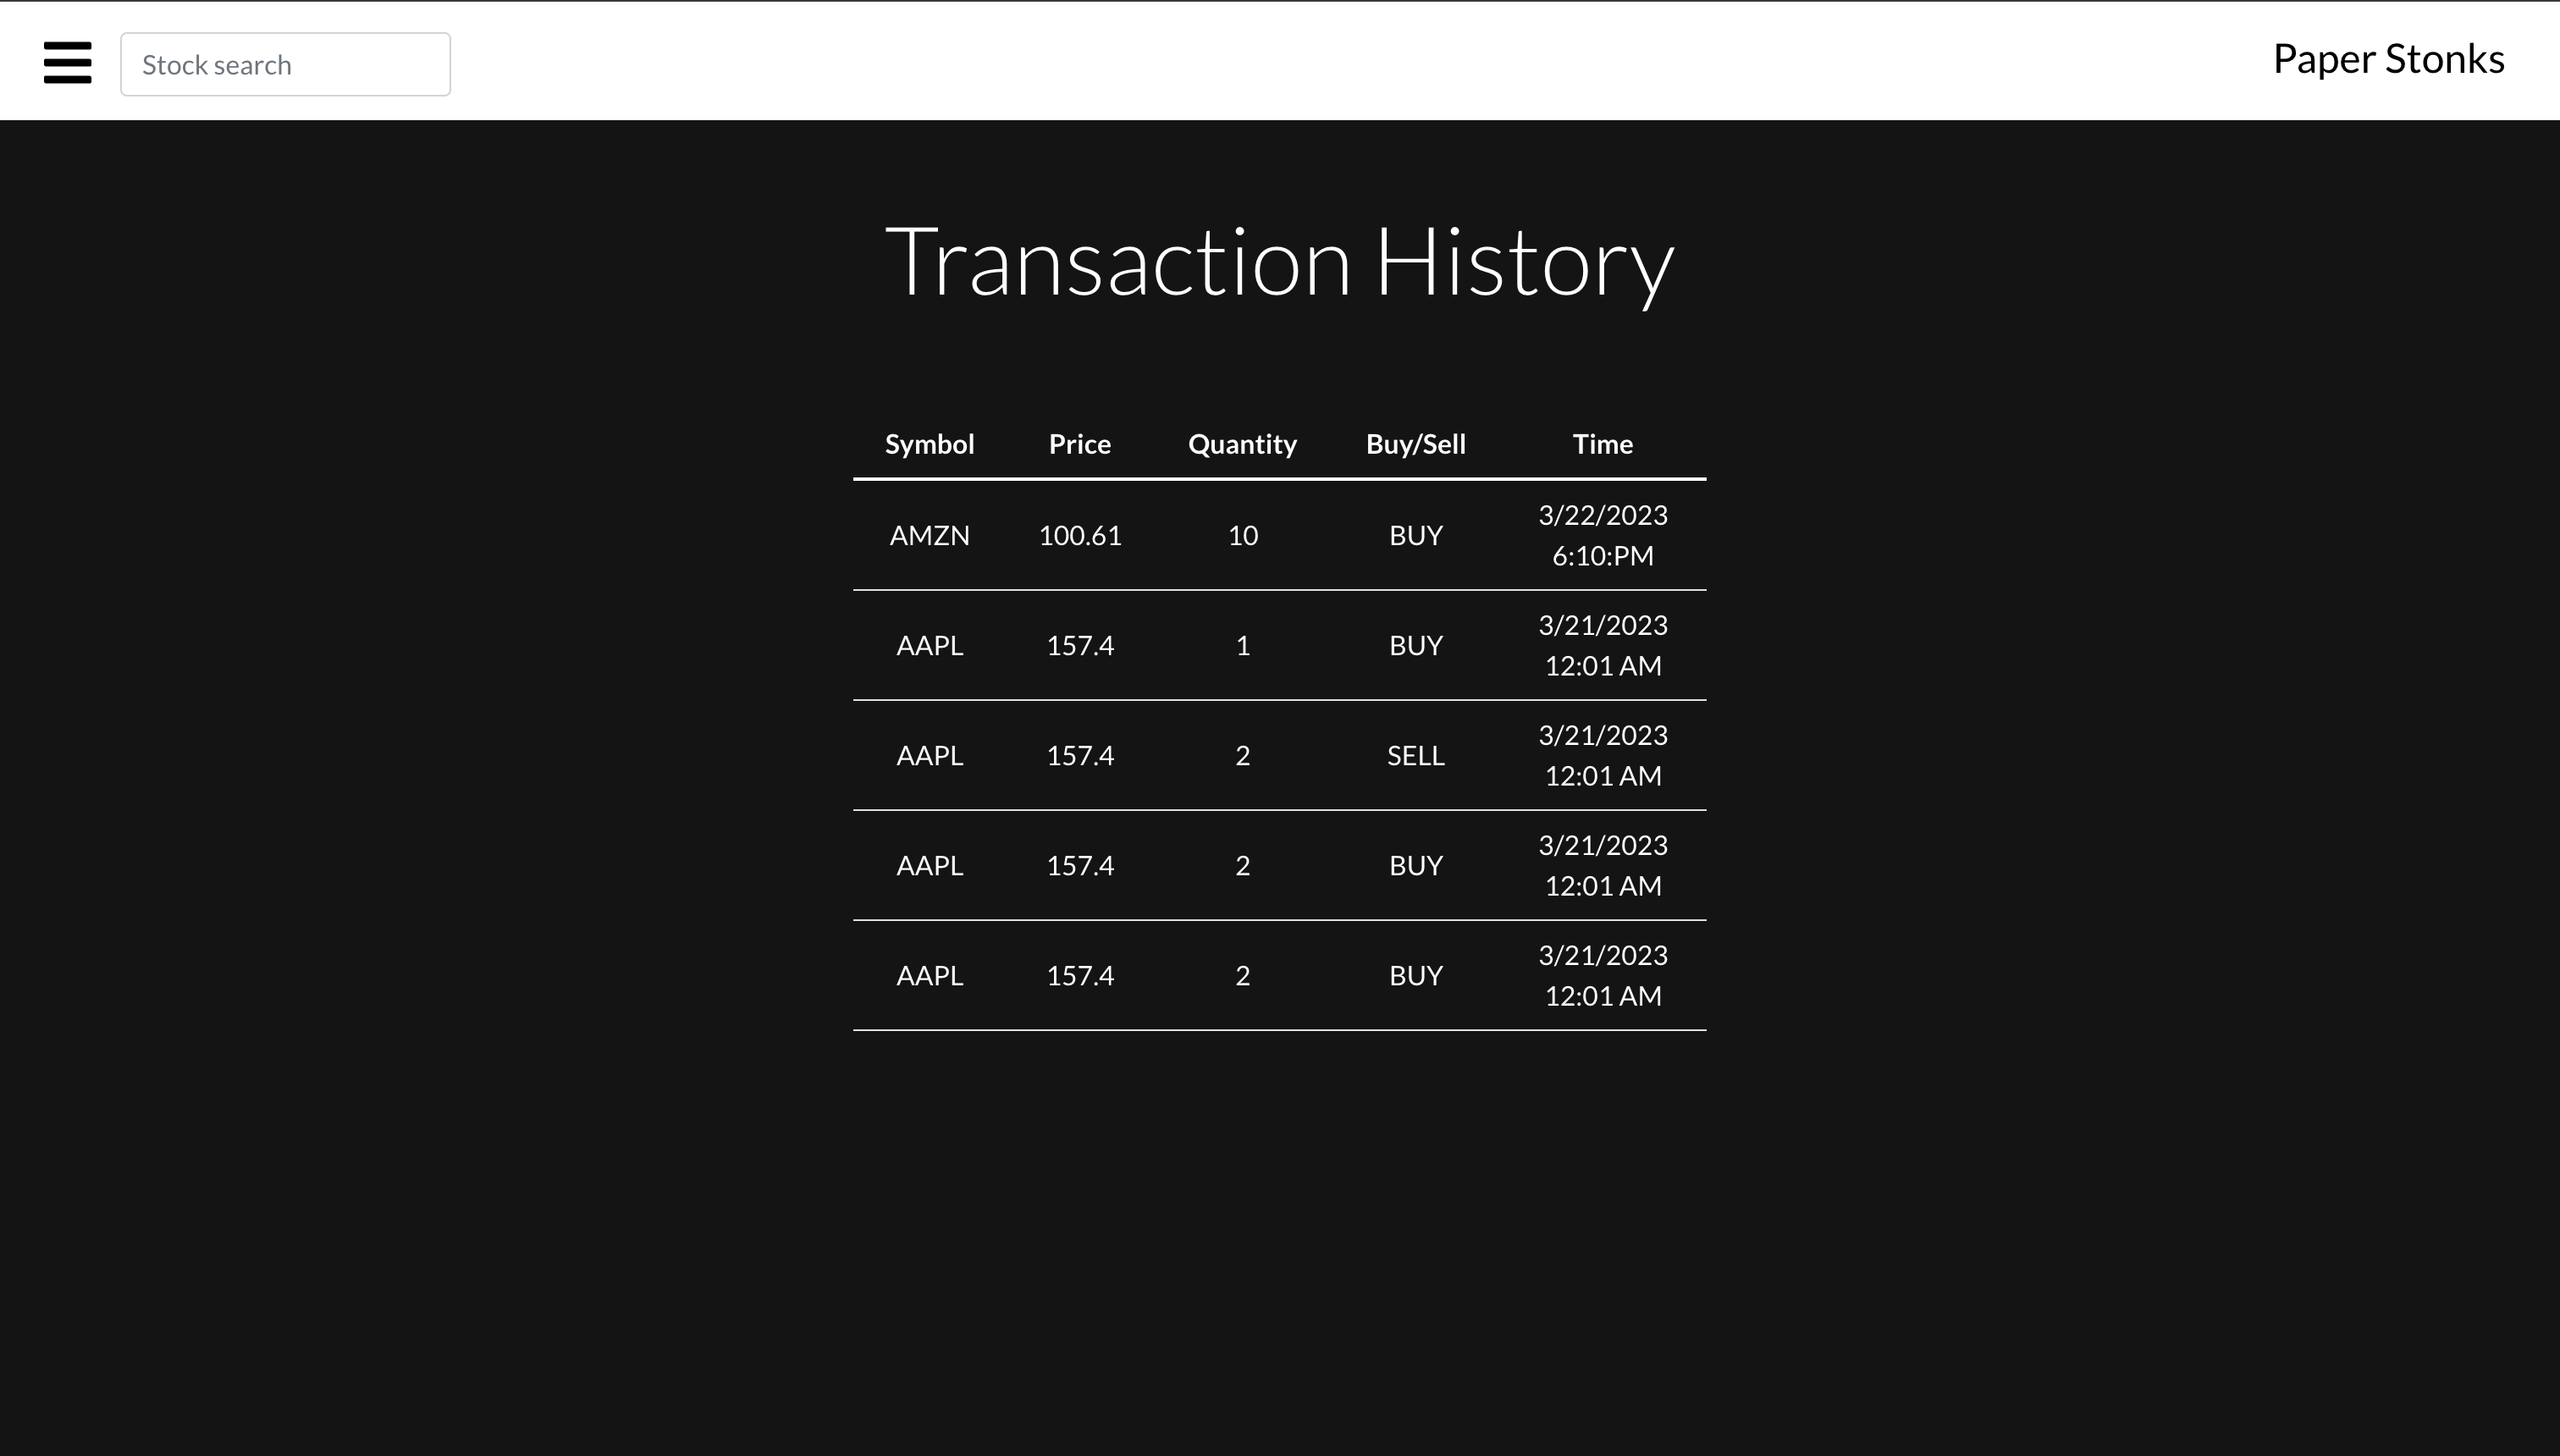 Stock search
Paper Stonks
Transaction History
Symbol Price Quantity Buy/Sell Time
AMZN 100.61 10 BUY 3/22/2023
6:10:PM
AAPL 157.4 1 BUY 3/21/2023
12:01 AM
AAPL 157.4 2 SELL 3/21/2023
12:01 AM
AAPL 157.4 2 BUY 3/21/2023
12:01 AM
AAPL 157.4 2 BUY 3/21/2023
12:01 AM